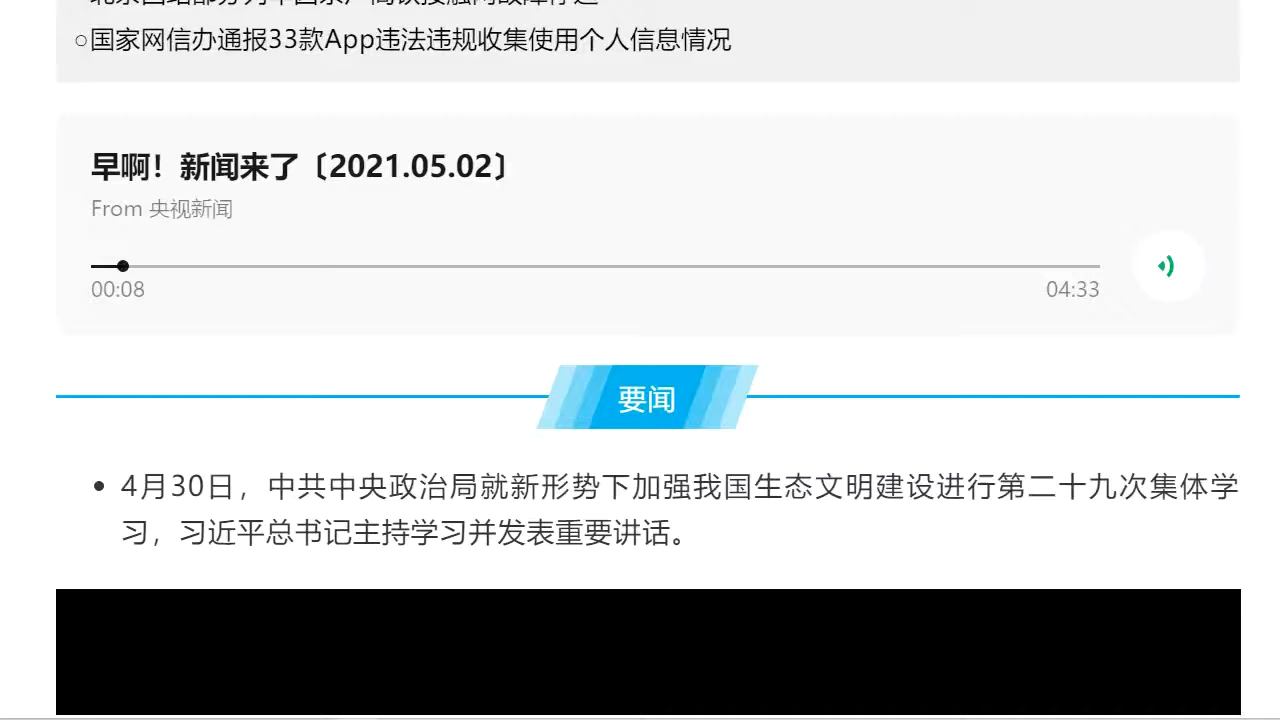 ○国家网信办通报33款App违法违规收集使用个人信息情况
早啊！新闻来了〔2021.05.02〕
From 央视新闻
00:08
04:33
要闻
4月30日，中共中央政治局就新形势下加强我国生态文明建设进行第二十九次集体学
习，习近平总书记主持学习并发表重要讲话。